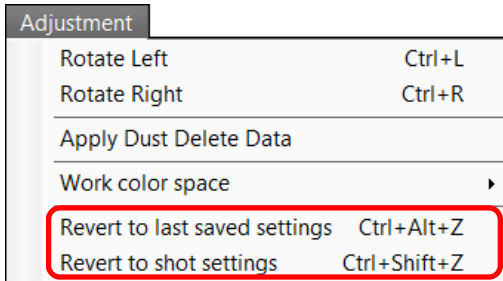 Adjustment
Rotate Left Ctrl+L
Rotate Right Ctrl+R
Apply Dust Delete Data
Work color space
Revert to last saved settings Ctrl+Alt+Z
Revert to shot settings Ctrl+Shift+Z